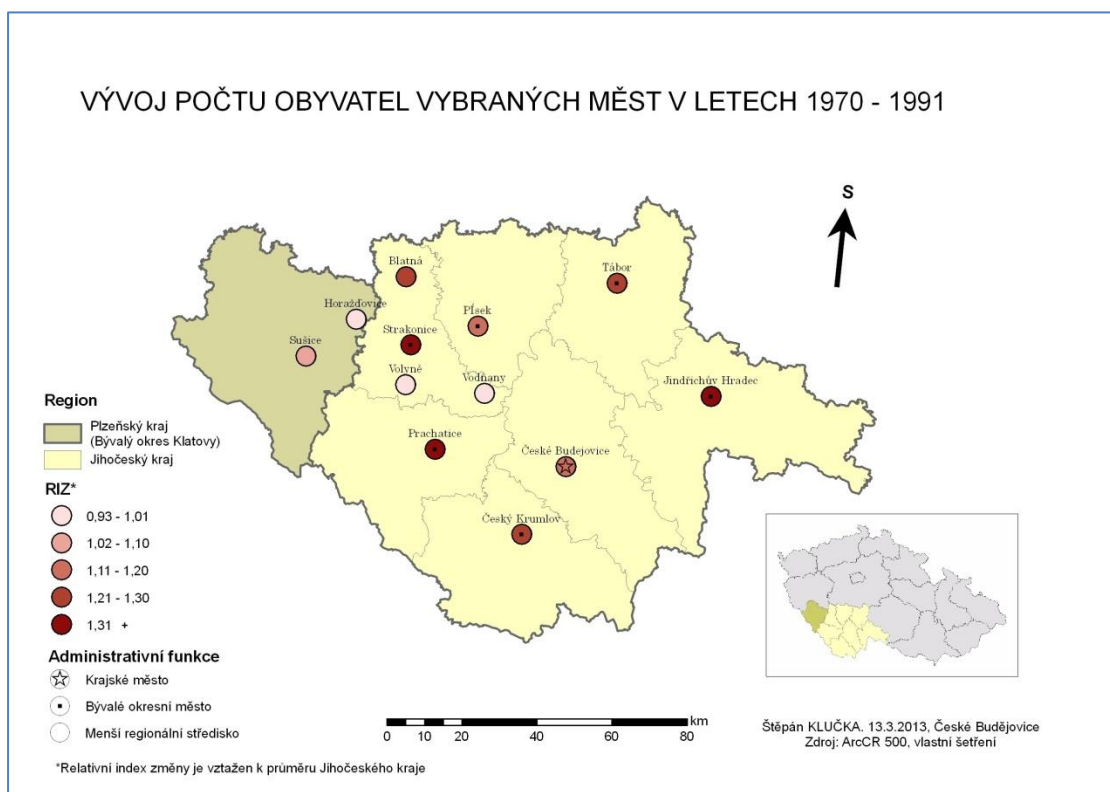 VÝVOJ POČTU OBYVATEL VYBRANÝCH MĚST V LETECH 1970 - 1991
S
Blatná
Tábor
Horažďovice
Písek
Strakonice
Sušice
Volyně
Vodňany
Jindřichův Hradec
Prachatice
České Budejovice
Český Krumlov
Region
Plzeňský kraj
(Bývalý okres Klatovy)
Jihočeský kraj
RIZ*
0,93 - 1,01
1,02 - 1,10
1,11 - 1,20
1,21 - 1,30
1,31 +
Administrativní funkce
Krajské město
Bývalé okresní město
Menší regionální středisko
km
0 20 40 60 80
Štěpán KLUČKA. 13.3.2013, České Budějovice
Zdroj: ArcCR 500, vlastní šetření
*Relativní index změny je vztažen k průměru Jihočeského kraje